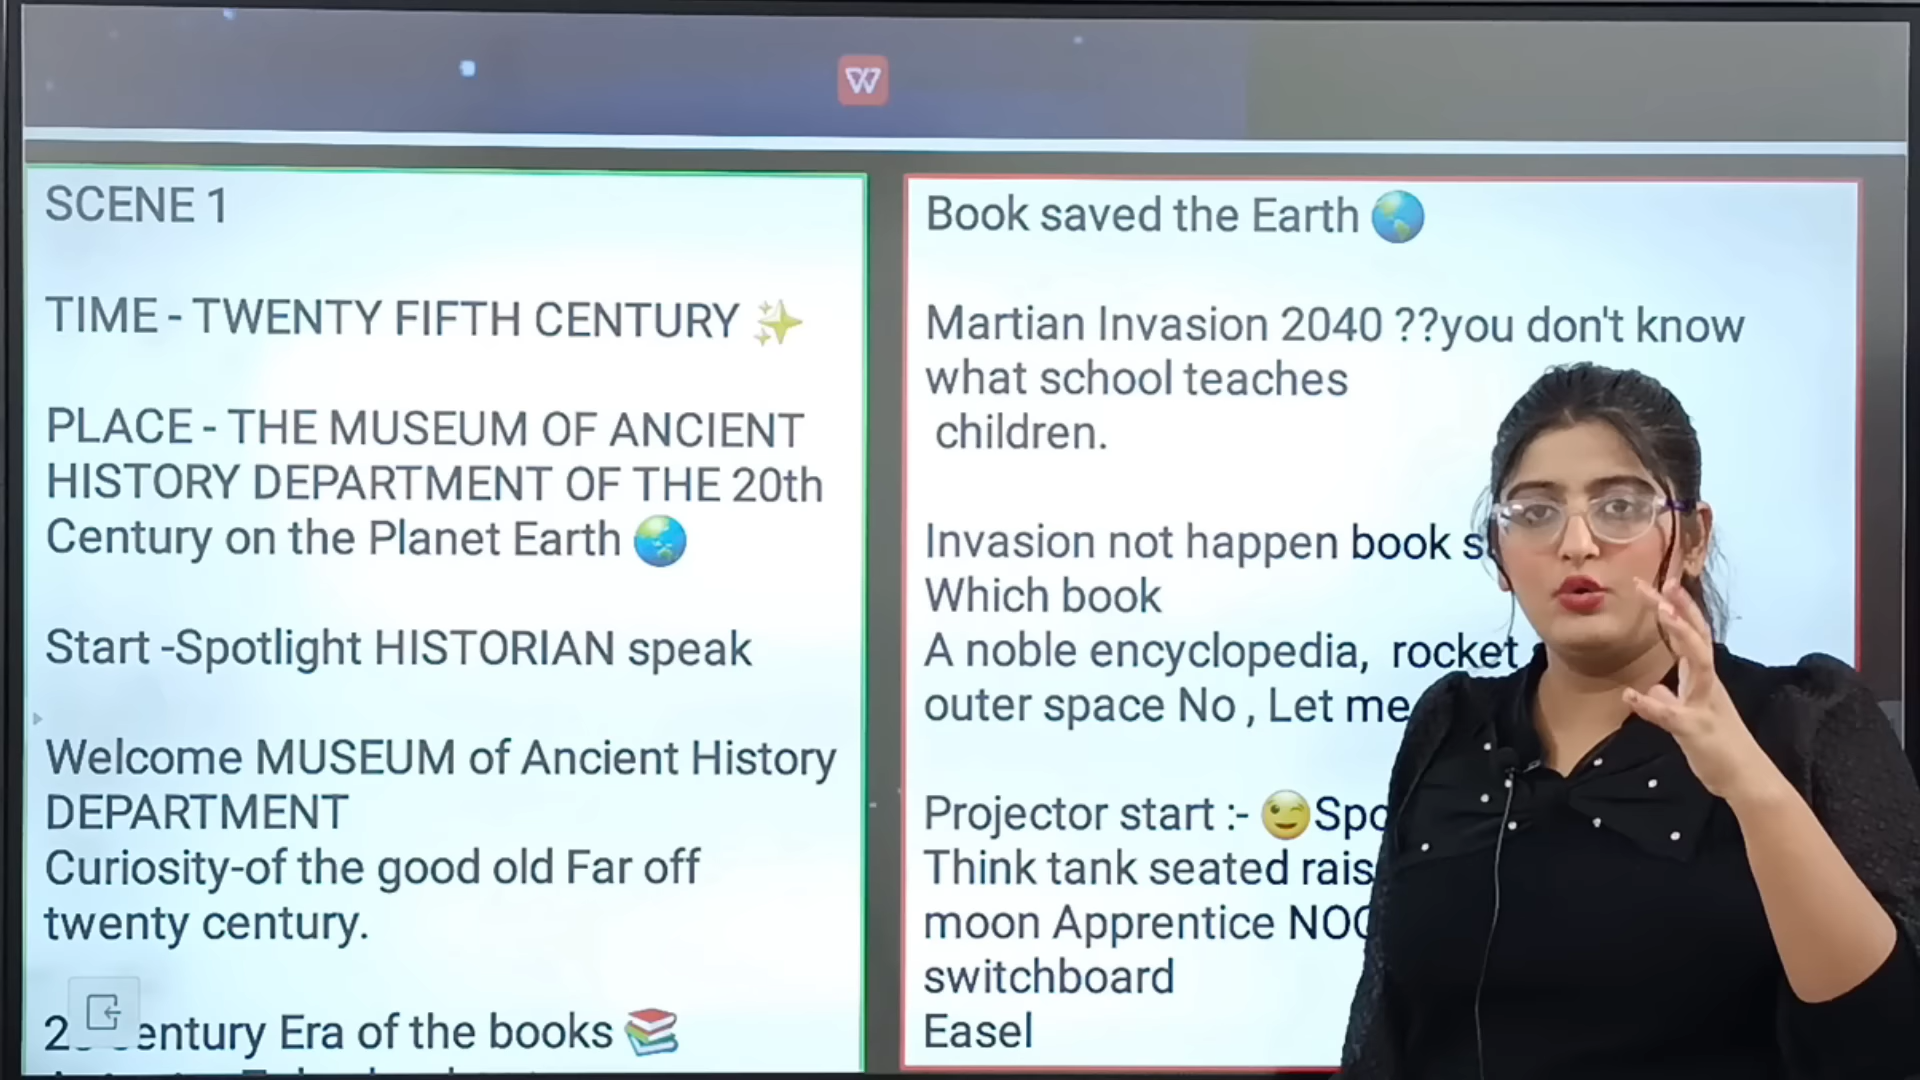 SCENE 1
TIME - TWENTY FIFTH CENTURY ✨
PLACE - THE MUSEUM OF ANCIENT
HISTORY DEPARTMENT OF THE 20th
Century on the Planet Earth 🌏
Start -Spotlight HISTORIAN speak
Welcome MUSEUM of Ancient History
DEPARTMENT
Curiosity-of the good old Far off
twenty century.
Era of the books 📚
Book saved the Earth 🌏
Martian Invasion 2040 ??you don't know
what school teaches
children.
Invasion not happen book
Which book
A noble encyclopedia, rocket
outer space No , Let me
Projector start :- 😉
Think tank seated
moon Apprentice
switchboard
Easel